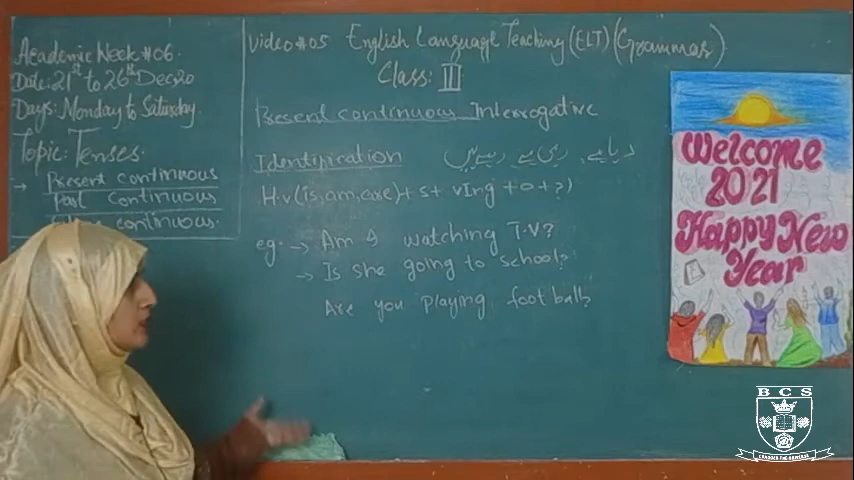 Academic Week #06.
Date: 21st to 26th Dec 20
Days: Monday to Saturday.
Topic: Tenses.
→ Present continuous
Past continuous
continuous.
Video #05 English Language Teaching (ELT) (Grammar)
Class: III
Present continuous Interrogative
Identification
H.v (is, am, are) + s + v Ing + o + ?)
eg. → Am I watching T.V?
→ Is she going to school?
Are you playing foot ball?
Welcome
2021
Happy New
Year
BCS